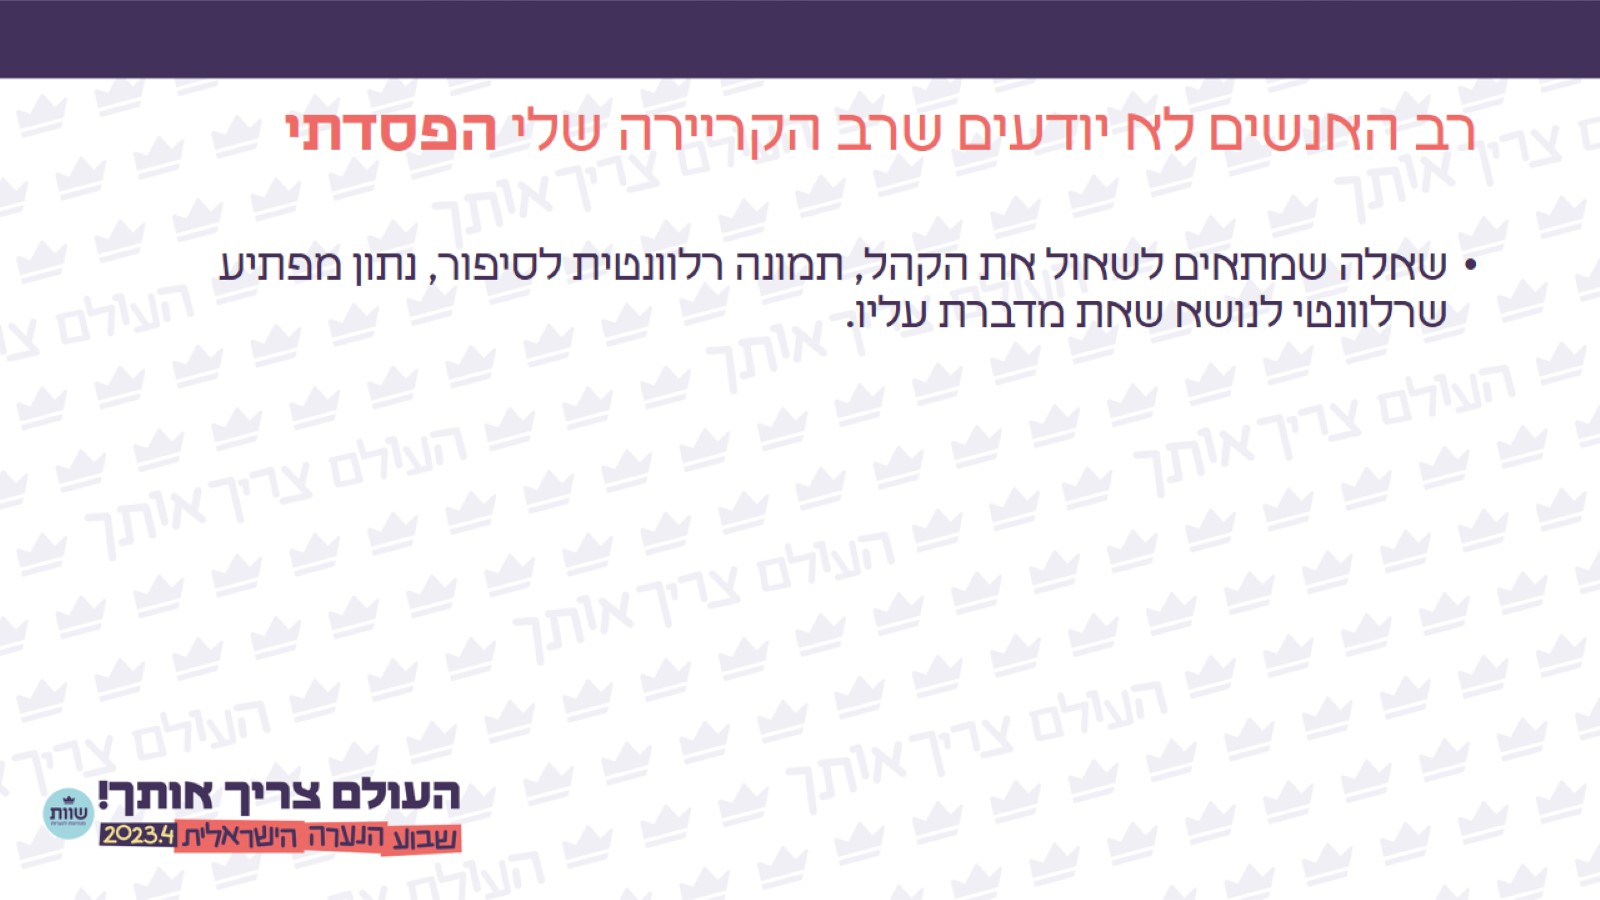 רב האנשים לא יודעים שרב הקריירה שלי הפסדתי
• שאלה שמתאים לשאול את הקהל, תמונה רלוונטית לסיפור, נתון מפתיע
שרלוונטי לנושא שאת מדברת עליו.
העולם צריך אותך!
שבוע הנערה הישראלית 2023.4
שוות